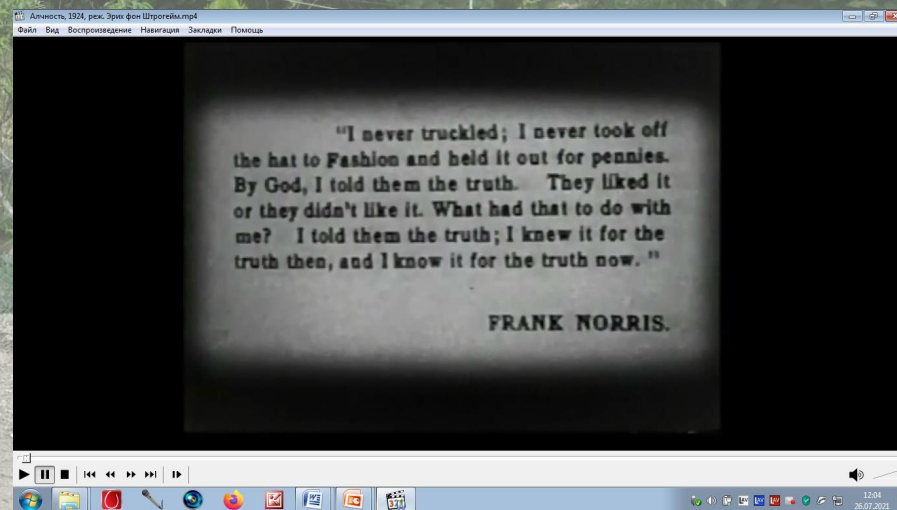 Алчность, 1924, реж. Эрих фон Штрогейм.mp4
Файл Вид Воспроизведение Навигация Закладки Помощь
"I never truckled; I never took off
the hat to Fashion and held it out for pennies.
By God, I told them the truth. They liked it
or they didn't like it. What had that to do with
me? I told them the truth; I knew it for the
truth then, and I know it for the truth now."
FRANK NORRIS.
12:04
26.07.2021